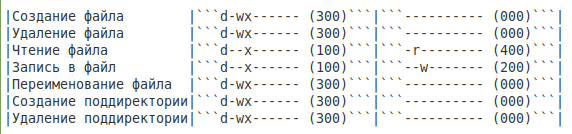 |Создание файла        |```d-wx------ (300)```|```---------- (000)```|
|Удаление файла        |```d-wx------ (300)```|```---------- (000)```|
|Чтение файла          |```d--x------ (100)```|```-r-------- (400)```|
|Запись в файл         |```d--x------ (100)```|```--w------- (200)```|
|Переименование файла  |```d-wx------ (300)```|```---------- (000)```|
|Создание поддиректории|```d-wx------ (300)```|```---------- (000)```|
|Удаление поддиректории|```d-wx------ (300)```|```---------- (000)```|